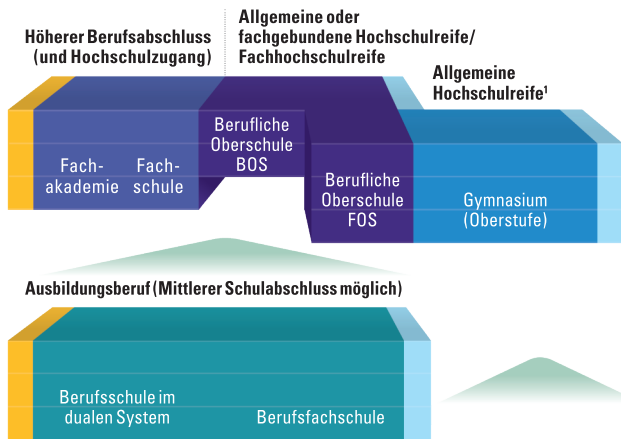 Höherer Berufsabschluss
(und Hochschulzugang)
Allgemeine oder
fachgebundene Hochschulreife/
Fachhochschulreife
Allgemeine
Hochschulreife¹
Fach-
akademie
Fach-
schule
Berufliche
Oberschule
BOS
Berufliche
Oberschule
FOS
Gymnasium
(Oberstufe)
Ausbildungsberuf (Mittlerer Schulabschluss möglich)
Berufsschule im
dualen System
Berufsfachschule